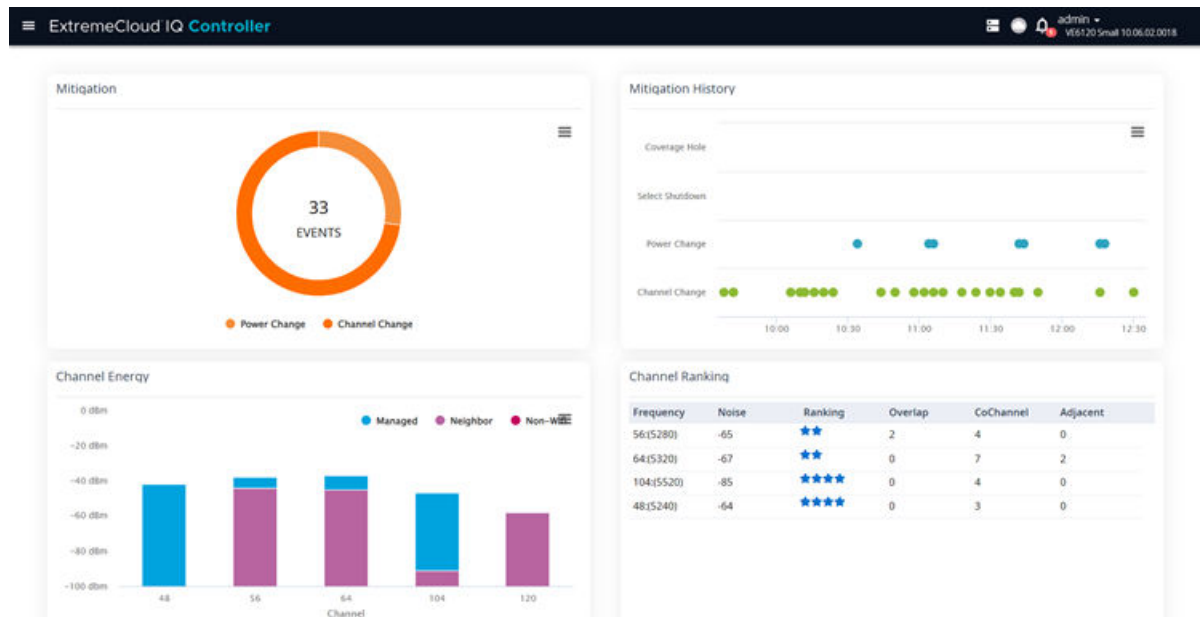 ExtremeCloud IQ Controller
admin
VE6120 Small 10.06.02.0018
Mitigation
33
EVENTS
Power Change Channel Change
Mitigation History
Coverage Hole
Select Shutdown
Power Change
Channel Change
10:00 10:30 11:00 11:30 12:00 12:30
Channel Energy
Managed Neighbor
0 dBm
-20 dBm
-40 dBm
-60 dBm
-80 dBm
-100 dBm
48 56 64 104 120
Channel
Channel Ranking
Frequency Noise Ranking Overlap CoChannel Adjacent
56:(5280) -65 2 4 0
64:(5320) -67 0 7 2
104:(5520) -85 0 4 0
48:(5240) -64 0 3 0